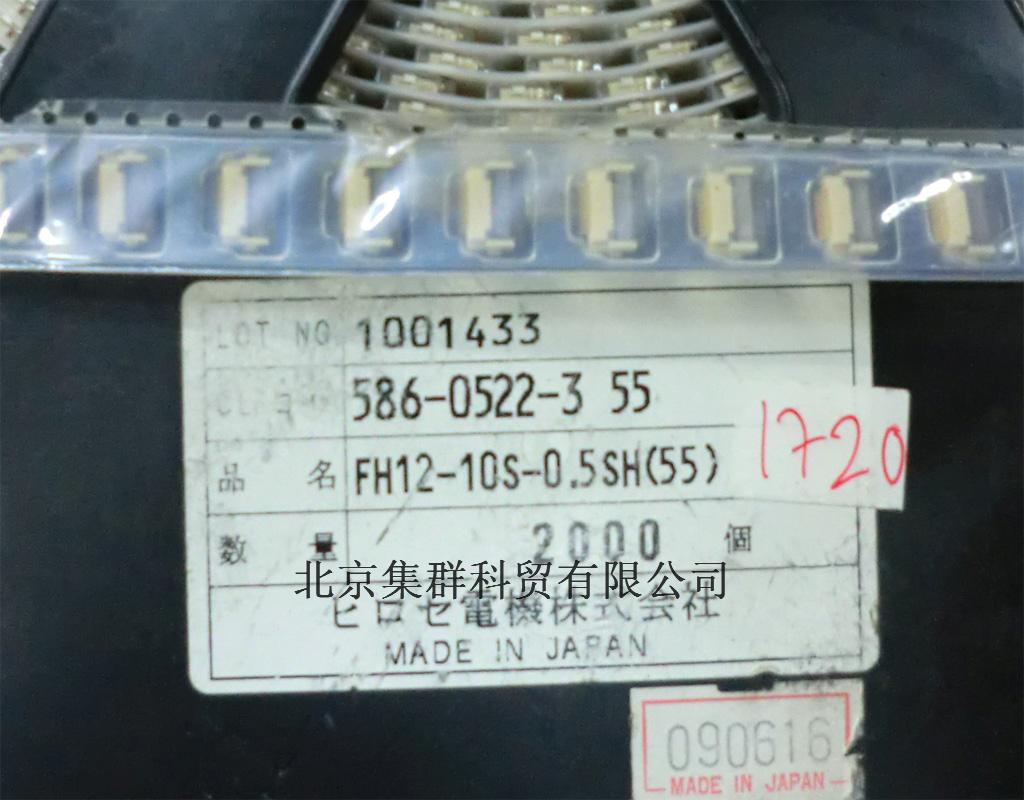 LOT NO 1001433
586-0522-3 55
品 名 FH12-10S-0.5SH(55)
1720
数 量 2000 個
北京集群科贸有限公司
ヒロセ電機株式会社
MADE IN JAPAN
090616
MADE IN JAPAN